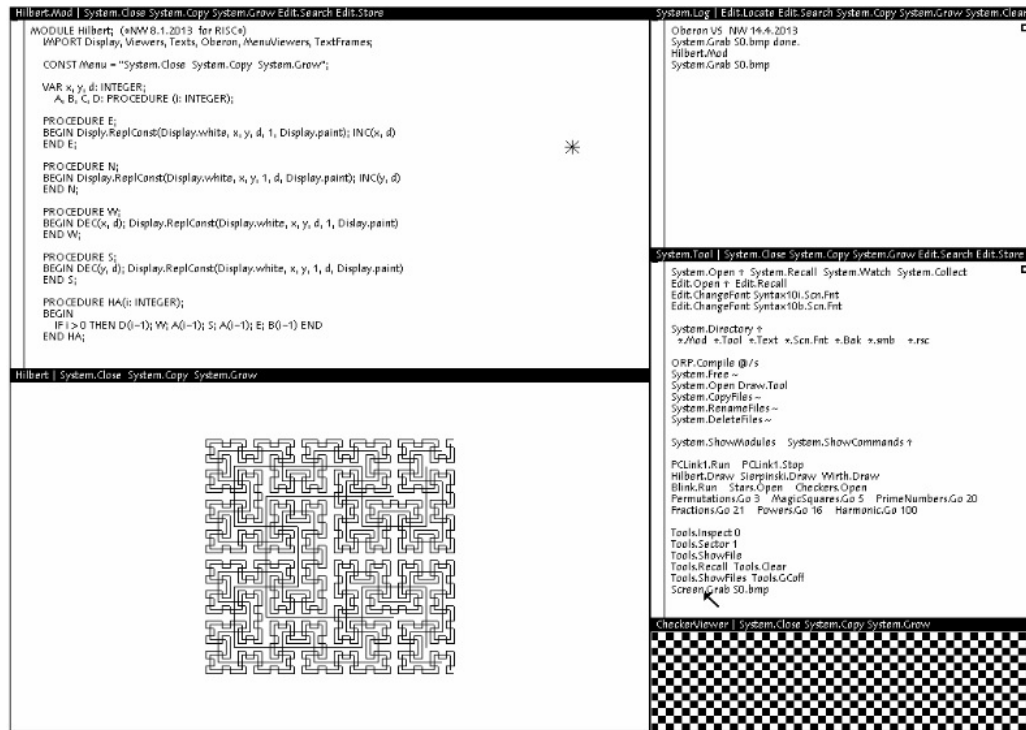 Hilbert.Mod | System.Close System.Copy System.Grow Edit.Search Edit.Store
MODULE Hilbert; (*NW 8.1.2013 for RISC*)
IMPORT Display, Viewers, Texts, Oberon, MenuViewers, TextFrames;
CONST Menu = "System.Close System.Copy System.Grow";
VAR x, y, d: INTEGER;
A, B, C, D: PROCEDURE (i: INTEGER);
PROCEDURE E;
BEGIN Disply.ReplConst(Display.white, x, y, d, 1, Display.paint); INC(x, d)
END E;
PROCEDURE N;
BEGIN Display.ReplConst(Display.white, x, y, 1, d, Display.paint); INC(y, d)
END N;
PROCEDURE W;
BEGIN DEC(x, d); Display.ReplConst(Display.white, x, y, d, 1, Dislay.paint)
END W;
PROCEDURE S;
BEGIN DEC(y, d); Display.ReplConst(Display.white, x, y, 1, d, Display.paint)
END S;
PROCEDURE HA(i: INTEGER);
BEGIN
IF i > 0 THEN D(i-1); W; A(i-1); S; A(i-1); E; B(i-1) END
END HA;
Hilbert | System.Close System.Copy System.Grow
System.Log | Edit.Locate Edit.Search System.Copy System.Grow System.Clear
Oberon V5 NW 14.4.2013
System.Grab S0.bmp done.
Hilbert.Mod
System.Grab S0.bmp
System.Tool | System.Close System.Copy System.Grow Edit.Search Edit.Store
System.Open ↑ System.Recall System.Watch System.Collect
Edit.Open ↑ Edit.Recall
Edit.ChangeFont Syntax10i.Scn.Fnt
Edit.ChangeFont Syntax10b.Scn.Fnt
System.Directory ↑
*.Mod *.Tool *.Text *.Scn.Fnt *.Bak *.smb *.rsc
ORP.Compile @/s
System.Free ~
System.Open Draw.Tool
System.CopyFiles ~
System.RenameFiles ~
System.DeleteFiles ~
System.ShowModules System.ShowCommands ↑
PCLink1.Run PCLink1.Stop
Hilbert.Draw Sierpinski.Draw Wirth.Draw
Blink.Run Stars.Open Checkers.Open
Permutations.Go 3 MagicSquares.Go 5 PrimeNumbers.Go 20
Fractions.Go 21 Powers.Go 16 Harmonic.Go 100
Tools.Inspect 0
Tools.Sector 1
Tools.ShowFile
Tools.Recall Tools.Clear
Tools.ShowFiles Tools.GCoff
Screen.Grab S0.bmp
CheckerViewer | System.Close System.Copy System.Grow